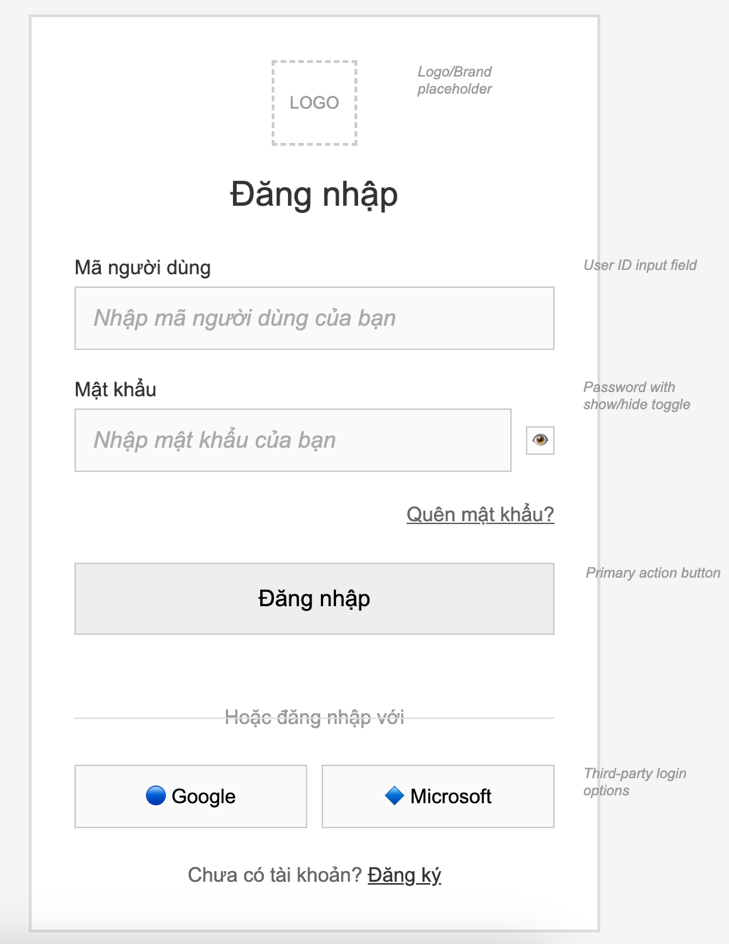 LOGO
Logo/Brand
placeholder
Đăng nhập
Mã người dùng
User ID input field
Nhập mã người dùng của bạn
Mật khẩu
Password with
show/hide toggle
Nhập mật khẩu của bạn
Quên mật khẩu?
Primary action button
Đăng nhập
Hoặc đăng nhập với
Google
Microsoft
Third-party login
options
Chưa có tài khoản? Đăng ký